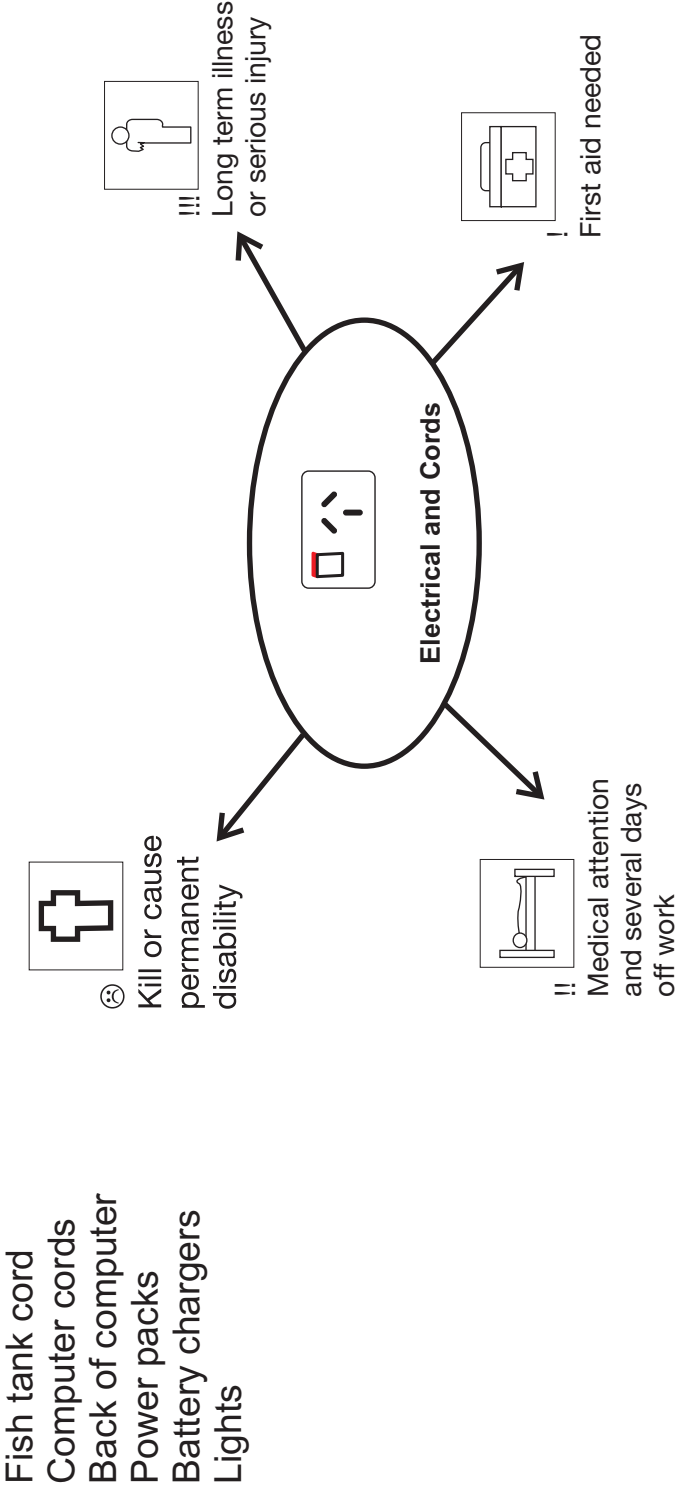 Fish tank cord
Computer cords
Back of computer
Power packs
Battery chargers
Lights
☹
Kill or cause
permanent
disability
!!!
Long term illness
or serious injury
Electrical and Cords
!!
Medical attention
and several days
off work
!
First aid needed